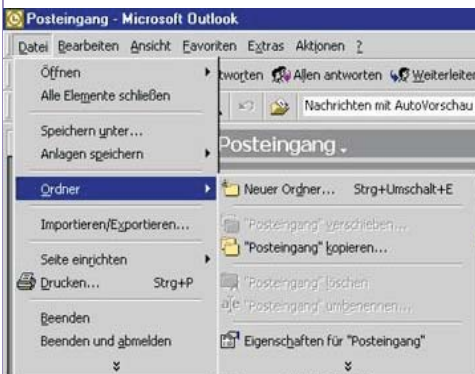 Posteingang - Microsoft Outlook
Datei Bearbeiten Ansicht Favoriten Extras Aktionen ?
Öffnen
Alle Elemente schließen
Speichern unter...
Anlagen speichern
Ordner
Importieren/Exportieren...
Seite einrichten
Drucken... Strg+P
Beenden
Beenden und abmelden
tworten Allen antworten Weiterleiten
Nachrichten mit AutoVorschau
Posteingang
Neuer Ordner... Strg+Umschalt+E
"Posteingang" verschieben...
"Posteingang" kopieren...
"Posteingang" löschen
"Posteingang" umbenennen...
Eigenschaften für "Posteingang"